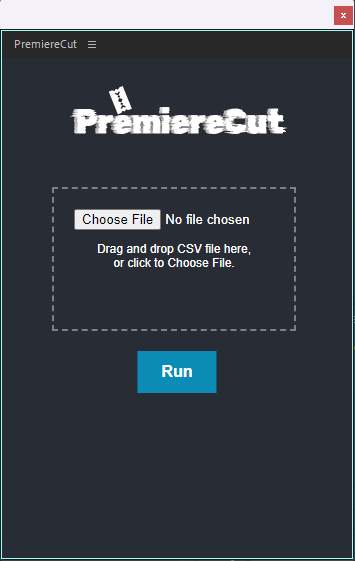 x
PremiereCut ☰
PremiereCut
Choose File No file chosen
Drag and drop CSV file here,
or click to Choose File.
Run